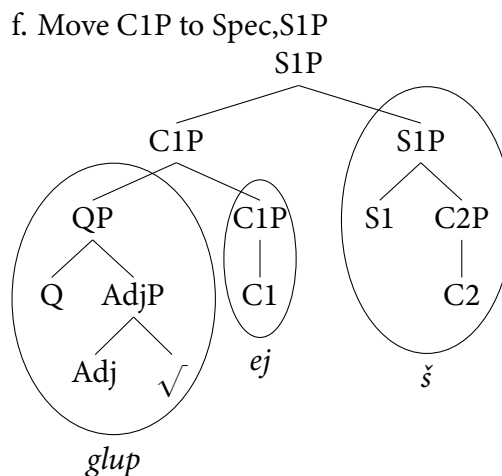 f. Move C1P to Spec,S1P
S1P
C1P S1P
QP C1P S1 C2P
Q AdjP C1 C2
Adj √ ej š
glup